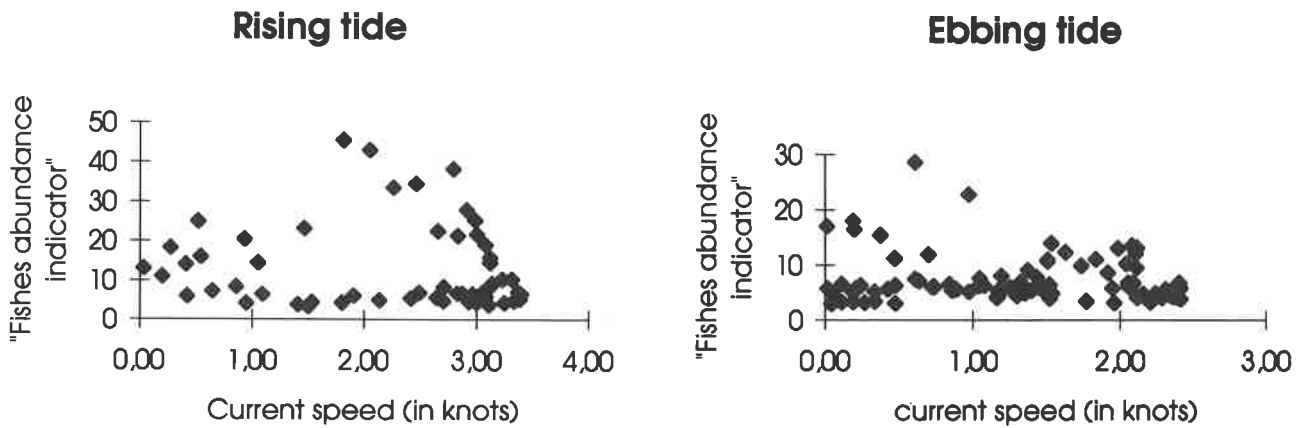 Rising tide
"Fishes abundance
indicator"
50
40
30
20
10
0
0,00
1,00
2,00
3,00
4,00
Current speed (in knots)
Ebbing tide
"Fishes abundance
indicator"
30
20
10
0
0,00
1,00
2,00
3,00
current speed (in knots)